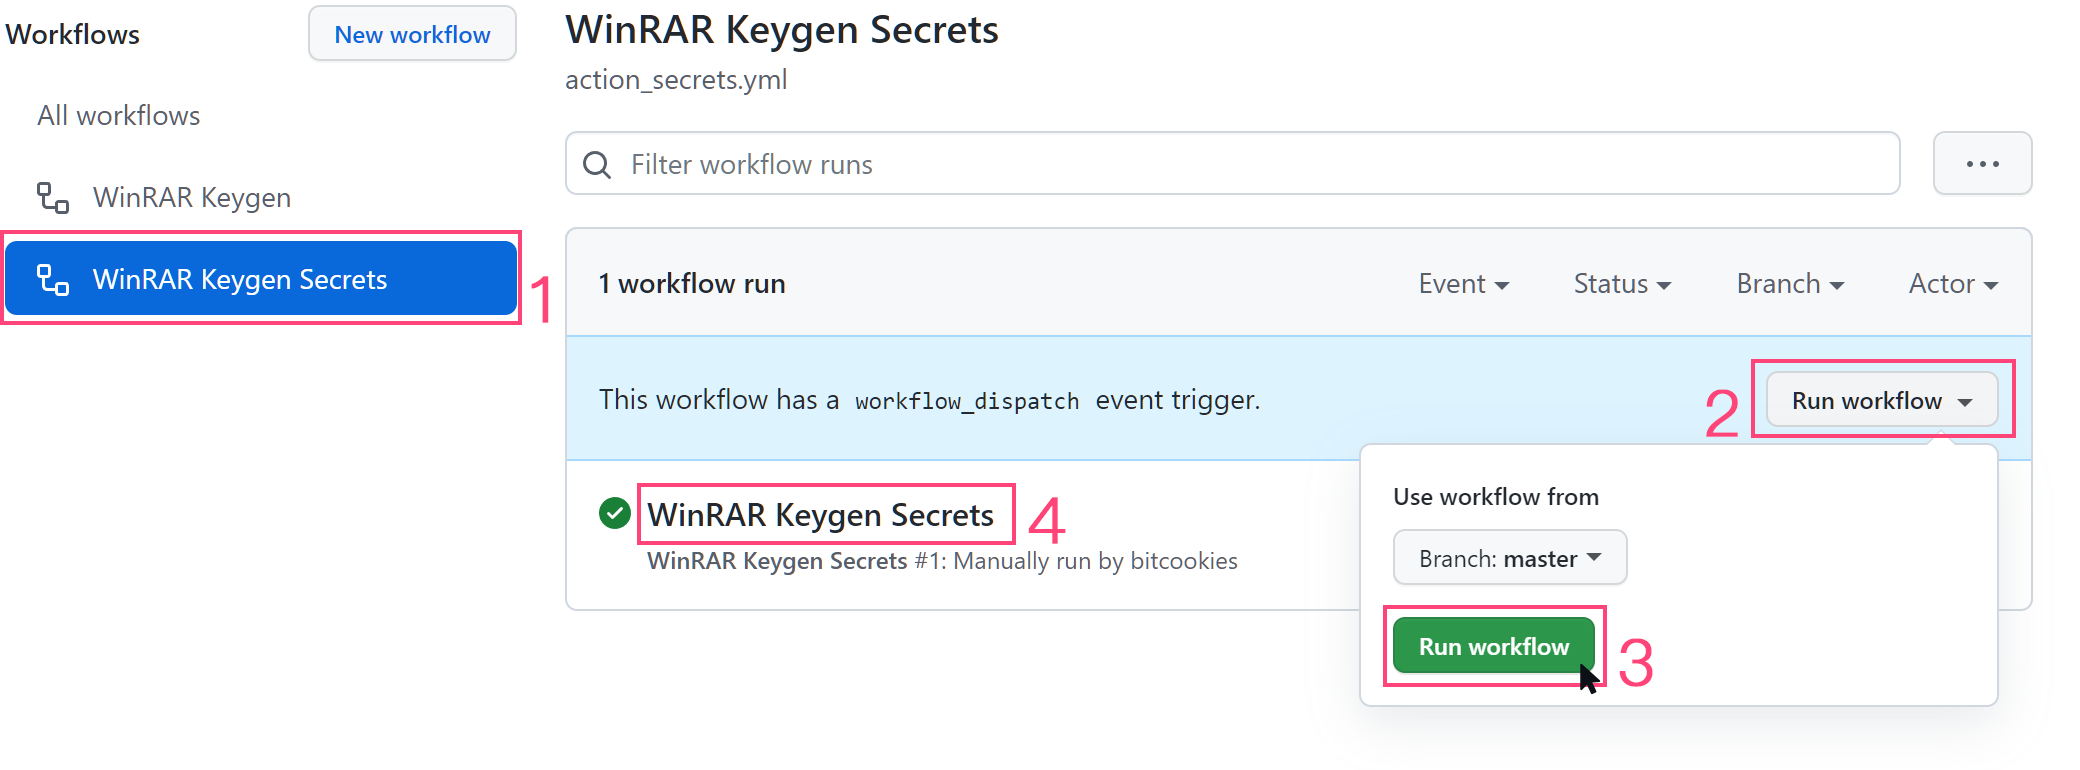 Workflows
New workflow
All workflows
WinRAR Keygen
WinRAR Keygen Secrets
1
WinRAR Keygen Secrets
action_secrets.yml
Filter workflow runs
1 workflow run
Event
Status
Branch
Actor
This workflow has a workflow_dispatch event trigger.
2
Run workflow
WinRAR Keygen Secrets
4
WinRAR Keygen Secrets #1: Manually run by bitcookies
Use workflow from
Branch: master
Run workflow
3